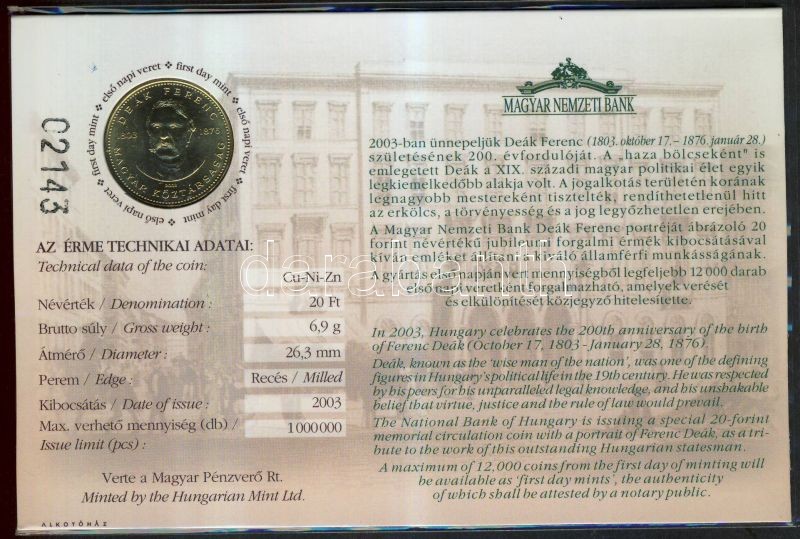 első napi veret ❖ first day mint ❖ első napi veret ❖ first day mint ❖ első napi veret ❖ first day mint ❖
DEÁK FERENC
1803 1876
2003
MAGYAR KÖZTÁRSASÁG
02143
AZ ÉRME TECHNIKAI ADATAI:
Technical data of the coin:
Cu-Ni-Zn
Névérték / Denomination : 20 Ft
Brutto súly / Gross weight : 6,9 g
Átmérő / Diameter : 26,3 mm
Perem / Edge : Recés / Milled
Kibocsátás / Date of issue : 2003
Max. verhető mennyiség (db) / 1000000
Issue limit (pcs) :
Verte a Magyar Pénzverő Rt.
Minted by the Hungarian Mint Ltd.
ALKOTÓHÁZ
MAGYAR NEMZETI BANK
2003-ban ünnepeljük Deák Ferenc (1803. október 17. – 1876. január 28.)
születésének 200. évfordulóját. A „haza bölcseként" is
emlegetett Deák a XIX. századi magyar politikai élet egyik
legkiemelkedőbb alakja volt. A jogalkotás területén korának
legnagyobb mestereként tisztelték, rendíthetetlenül hitt
az erkölcs, a törvényesség és a jog legyőzhetetlen erejében.
A Magyar Nemzeti Bank Deák Ferenc portréját ábrázoló 20
forint névértékű jubileumi forgalmi érmék kibocsátásával
kíván emléket állítani a kiváló államférfi munkásságának.
A gyártás első napján vert mennyiségből legfeljebb 12 000 darab
első napi veretként forgalmazható, amelyek verését
és elkülönítését közjegyző hitelesítette.
In 2003, Hungary celebrates the 200th anniversary of the birth
of Ferenc Deák (October 17, 1803 - January 28, 1876).
Deák, known as the 'wise man of the nation', was one of the defining
figures in Hungary's political life in the 19th century. He was respected
by his peers for his unparalleled legal knowledge, and his unshakable
belief that virtue, justice and the rule of law would prevail.
The National Bank of Hungary is issuing a special 20-forint
memorial circulation coin with a portrait of Ferenc Deák, as a tri-
bute to the work of this outstanding Hungarian statesman.
A maximum of 12,000 coins from the first day of minting will
be available as 'first day mints', the authenticity
of which shall be attested by a notary public.
darabanth